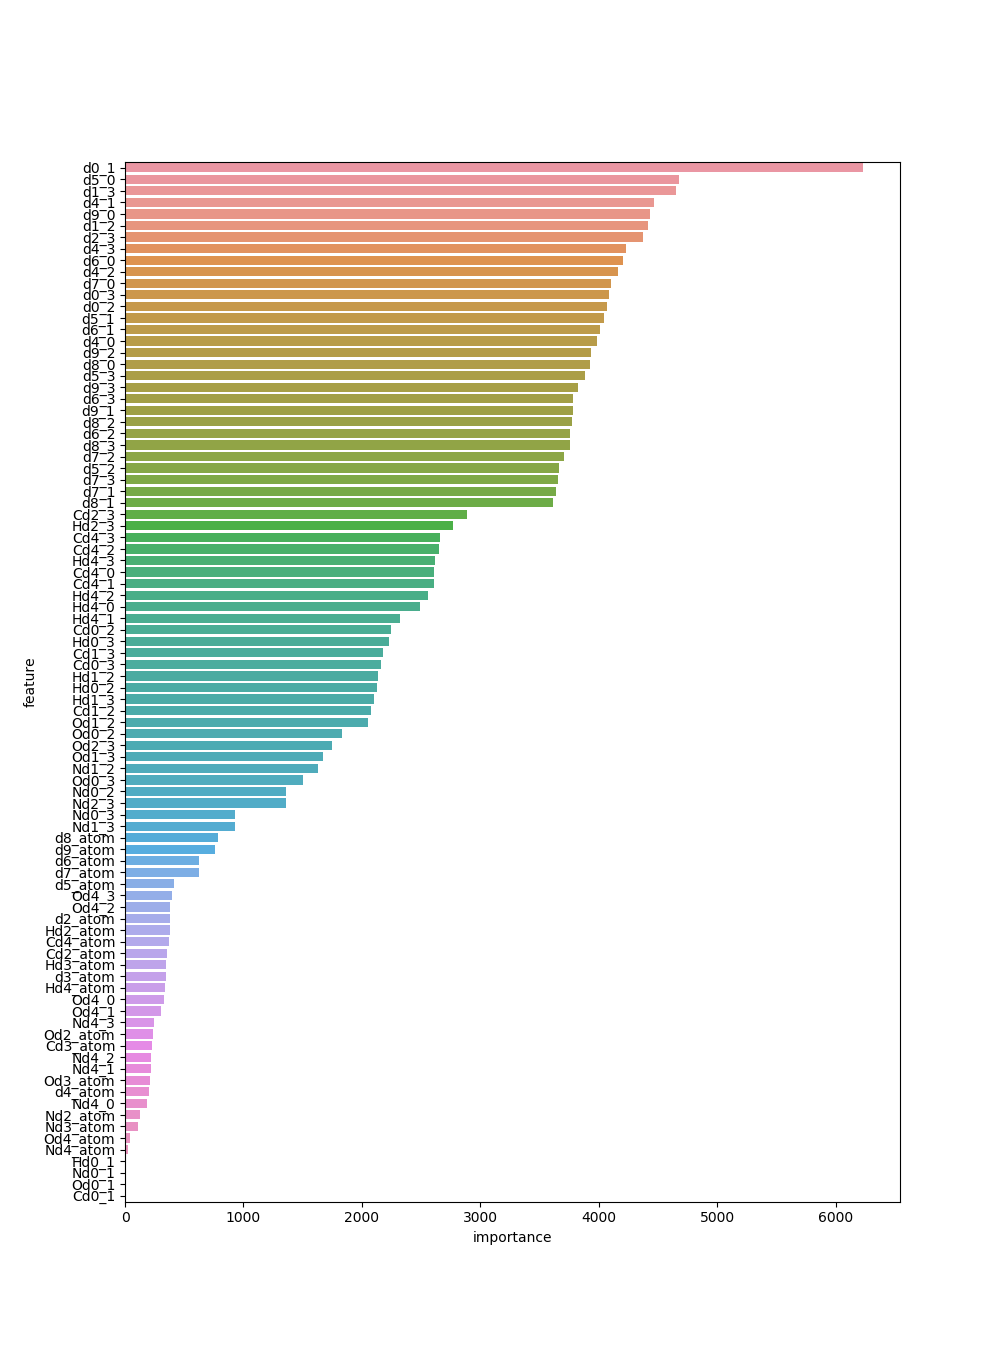 d0_1
d5_0
d1_3
d4_1
d9_0
d1_2
d2_3
d4_3
d6_0
d4_2
d7_0
d0_3
d0_2
d5_1
d6_1
d4_0
d9_2
d8_0
d5_3
d9_3
d6_3
d9_1
d8_2
d6_2
d8_3
d7_2
d5_2
d7_3
d7_1
d8_1
Cd2_3
Hd2_3
Cd4_3
Cd4_2
Hd4_3
Cd4_0
Cd4_1
Hd4_2
Hd4_0
Hd4_1
Cd0_2
Hd0_3
Cd1_3
Cd0_3
Hd1_2
Hd0_2
Hd1_3
Cd1_2
Od1_2
Od0_2
Od2_3
Od1_3
Nd1_2
Od0_3
Nd0_2
Nd2_3
Nd0_3
Nd1_3
d8_atom
d9_atom
d6_atom
d7_atom
d5_atom
Od4_3
Od4_2
d2_atom
Hd2_atom
Cd4_atom
Cd2_atom
Hd3_atom
d3_atom
Hd4_atom
Od4_0
Od4_1
Nd4_3
Od2_atom
Cd3_atom
Nd4_2
Nd4_1
Od3_atom
d4_atom
Nd4_0
Nd2_atom
Nd3_atom
Od4_atom
Nd4_atom
Hd0_1
Nd0_1
Od0_1
Cd0_1
feature
0 1000 2000 3000 4000 5000 6000
importance